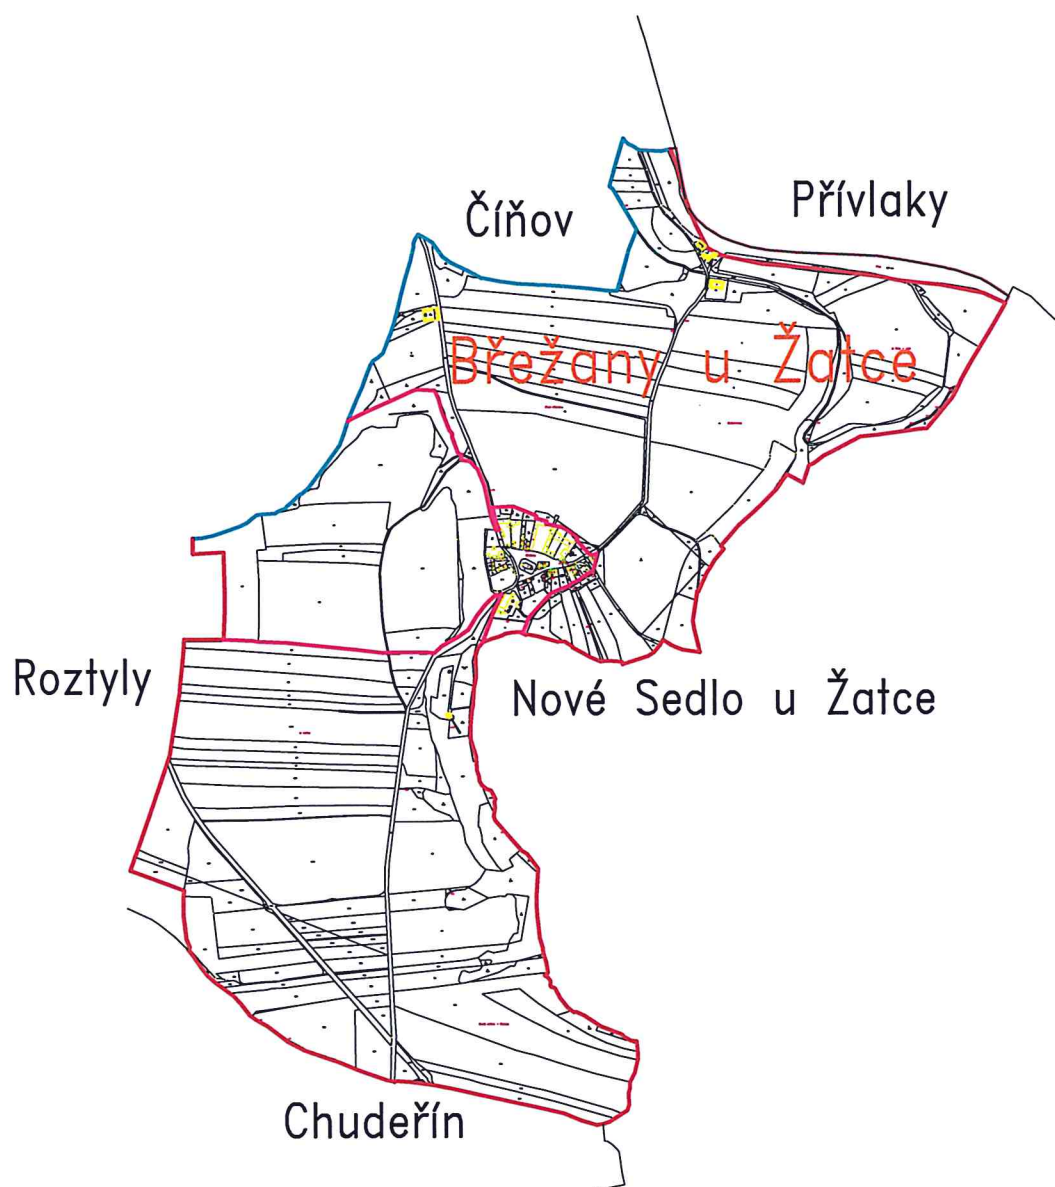 Přívlaky
Číňov
Břežany u Žatce
Roztyly
Nové Sedlo u Žatce
Chudeřín